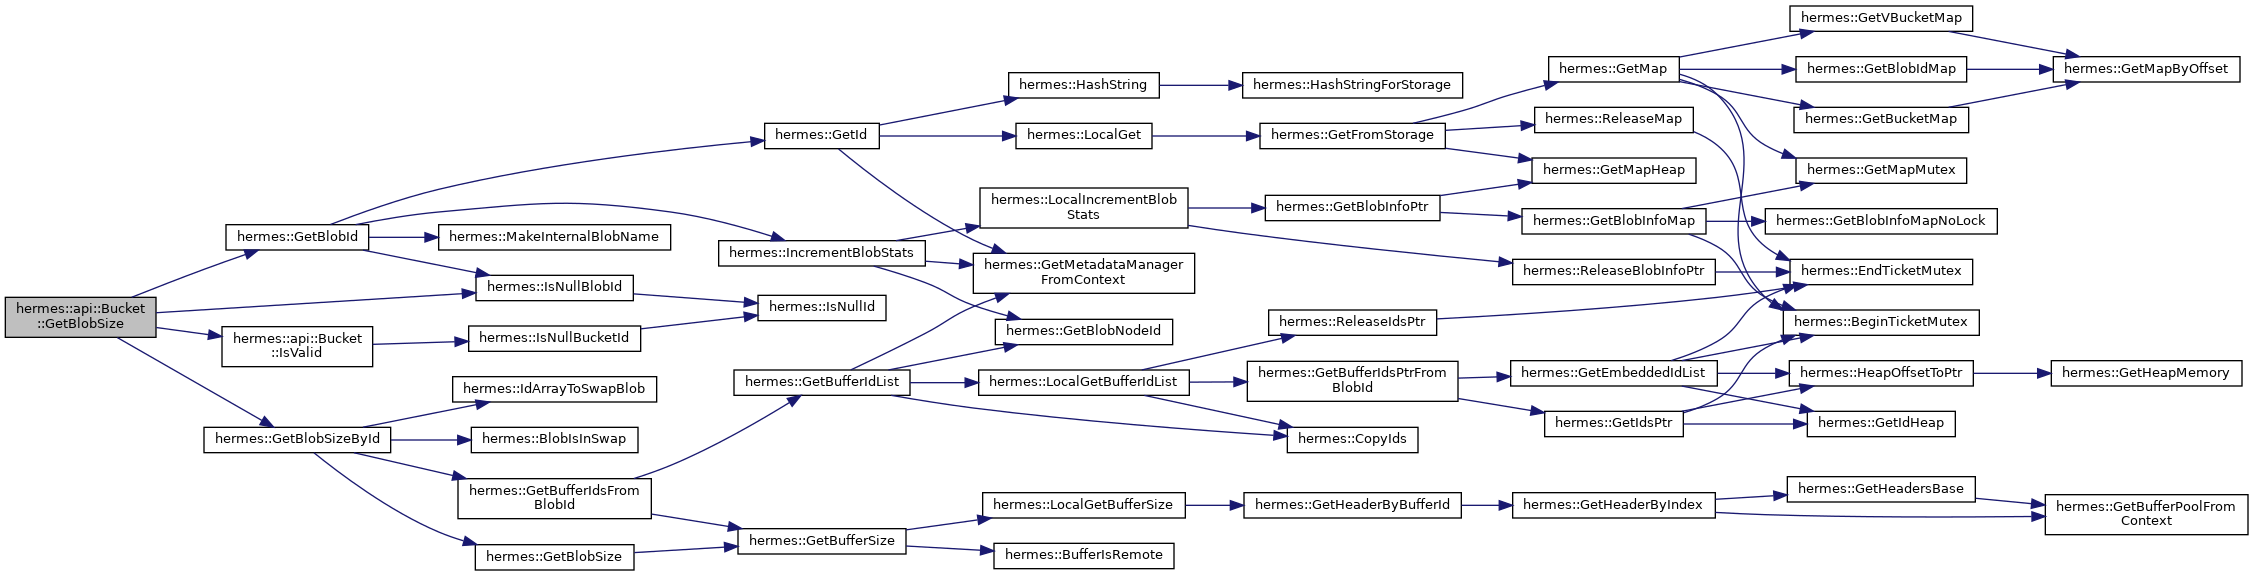 hermes::api::Bucket
::GetBlobSize
hermes::GetBlobId
hermes::IsNullBlobId
hermes::api::Bucket
::IsValid
hermes::GetBlobSizeById
hermes::MakeInternalBlobName
hermes::IsNullBucketId
hermes::IdArrayToSwapBlob
hermes::BlobIsInSwap
hermes::GetBufferIdsFrom
BlobId
hermes::GetBlobSize
hermes::GetId
hermes::IncrementBlobStats
hermes::IsNullId
hermes::GetBufferIdList
hermes::GetBufferSize
hermes::HashString
hermes::LocalGet
hermes::LocalIncrementBlob
Stats
hermes::GetMetadataManager
FromContext
hermes::GetBlobNodeId
hermes::LocalGetBufferIdList
hermes::LocalGetBufferSize
hermes::BufferIsRemote
hermes::HashStringForStorage
hermes::GetFromStorage
hermes::GetBlobInfoPtr
hermes::ReleaseIdsPtr
hermes::GetBufferIdsPtrFrom
BlobId
hermes::CopyIds
hermes::GetHeaderByBufferId
hermes::GetMap
hermes::ReleaseMap
hermes::GetMapHeap
hermes::GetBlobInfoMap
hermes::ReleaseBlobInfoPtr
hermes::GetEmbeddedIdList
hermes::GetIdsPtr
hermes::GetHeaderByIndex
hermes::GetVBucketMap
hermes::GetBlobIdMap
hermes::GetBucketMap
hermes::GetMapMutex
hermes::GetBlobInfoMapNoLock
hermes::EndTicketMutex
hermes::BeginTicketMutex
hermes::HeapOffsetToPtr
hermes::GetIdHeap
hermes::GetHeadersBase
hermes::GetMapByOffset
hermes::GetHeapMemory
hermes::GetBufferPoolFrom
Context